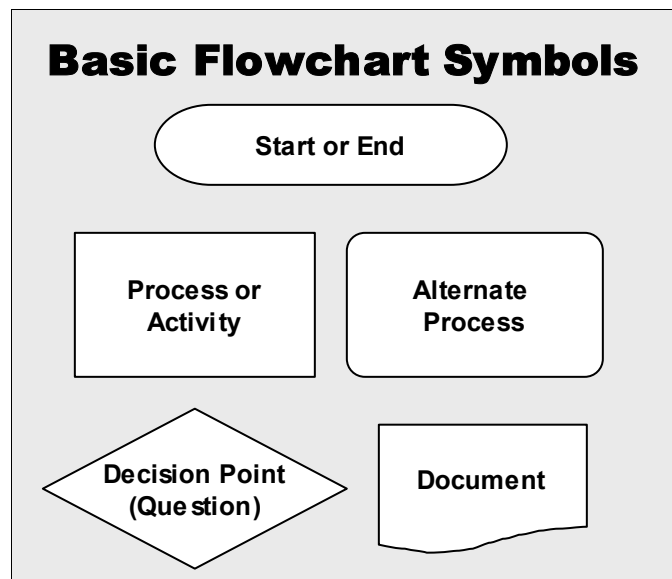 Basic Flowchart Symbols
Start or End
Process or
Activity
Alternate
Process
Decision Point
(Question)
Document